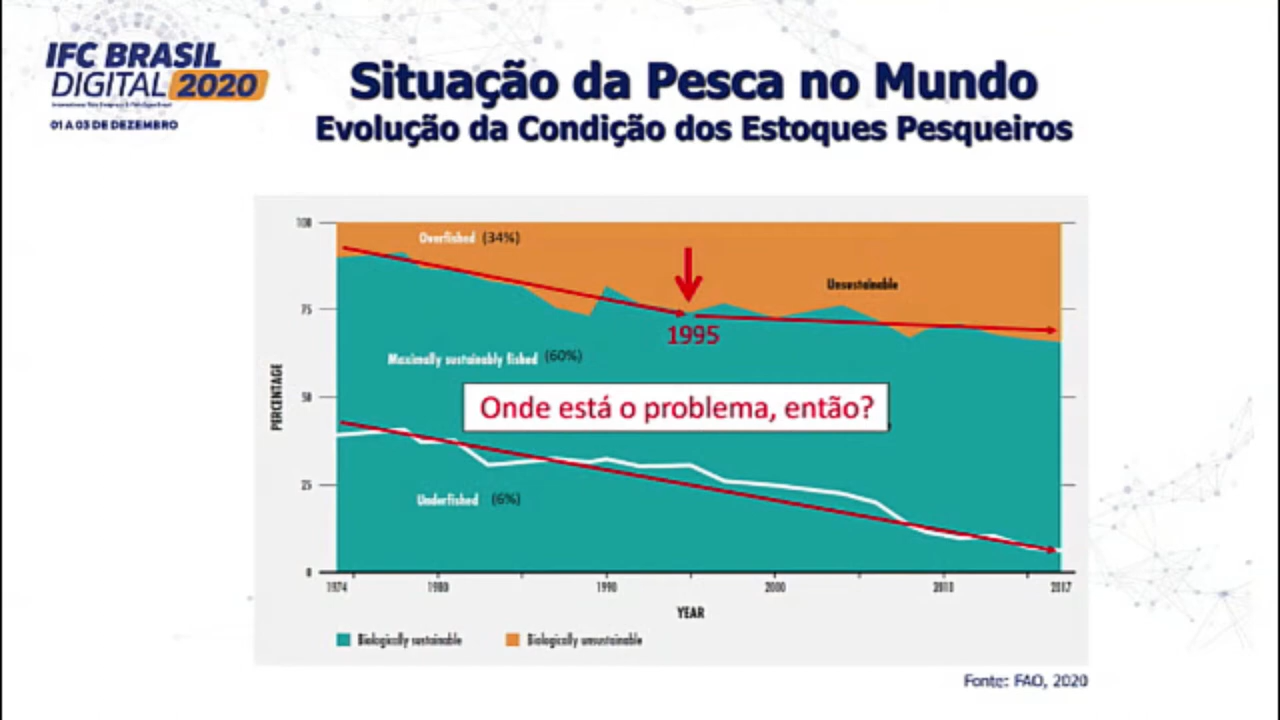 IFC BRASIL
DIGITAL 2020
01 A 03 DE DEZEMBRO
Situação da Pesca no Mundo
Evolução da Condição dos Estoques Pesqueiros
100
Overfished (34%)
Unsustainable
75
1995
Maximally sustainably fished (60%)
PERCENTAGE
50
Onde está o problema, então?
25
Underfished (6%)
0
1974 1980 1990 2000 2010 2017
YEAR
Biologically sustainable Biologically unsustainable
Fonte: FAO, 2020